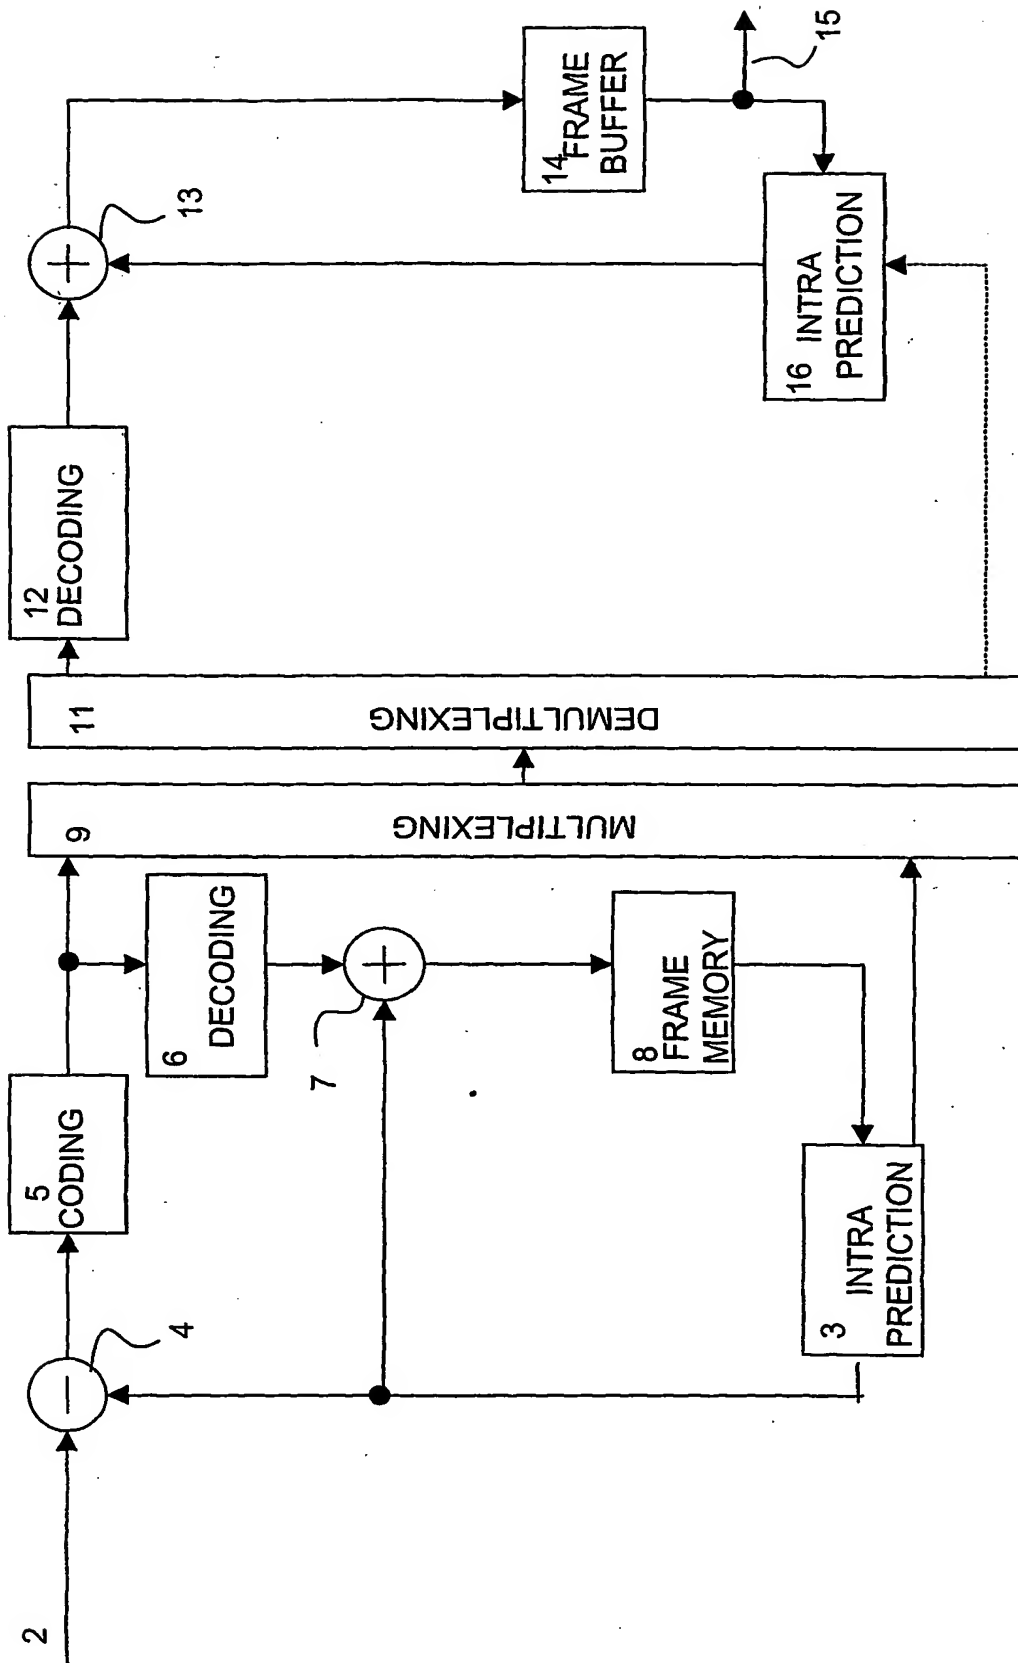 2
4
5
CODING
6
DECODING
7
8
FRAME
MEMORY
3
INTRA
PREDICTION
9
MULTIPLEXING
11
DEMULTIPLEXING
12
DECODING
13
14
FRAME
BUFFER
15
16
INTRA
PREDICTION